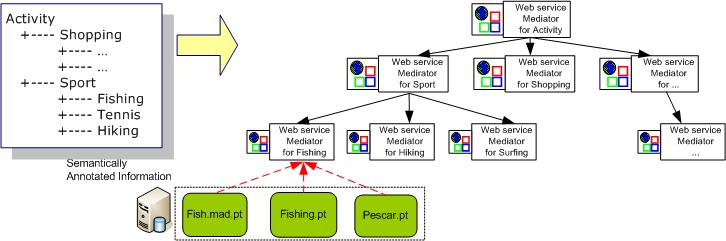 Activity
+---- Shopping
+---- ...
+---- ...
+---- Sport
+---- Fishing
+---- Tennis
+---- Hiking
Semantically
Annotated Information
Web service
Mediator
for Activity
Web service
Medirator
for Sport
Web service
Mediator
for Shopping
Web service
Mediator
for ...
Web service
Mediator
for Fishing
Web service
Mediator
for Hiking
Web service
Mediator
for Surfing
Web service
Mediator
...
Fish.mad.pt
Fishing.pt
Pescar.pt